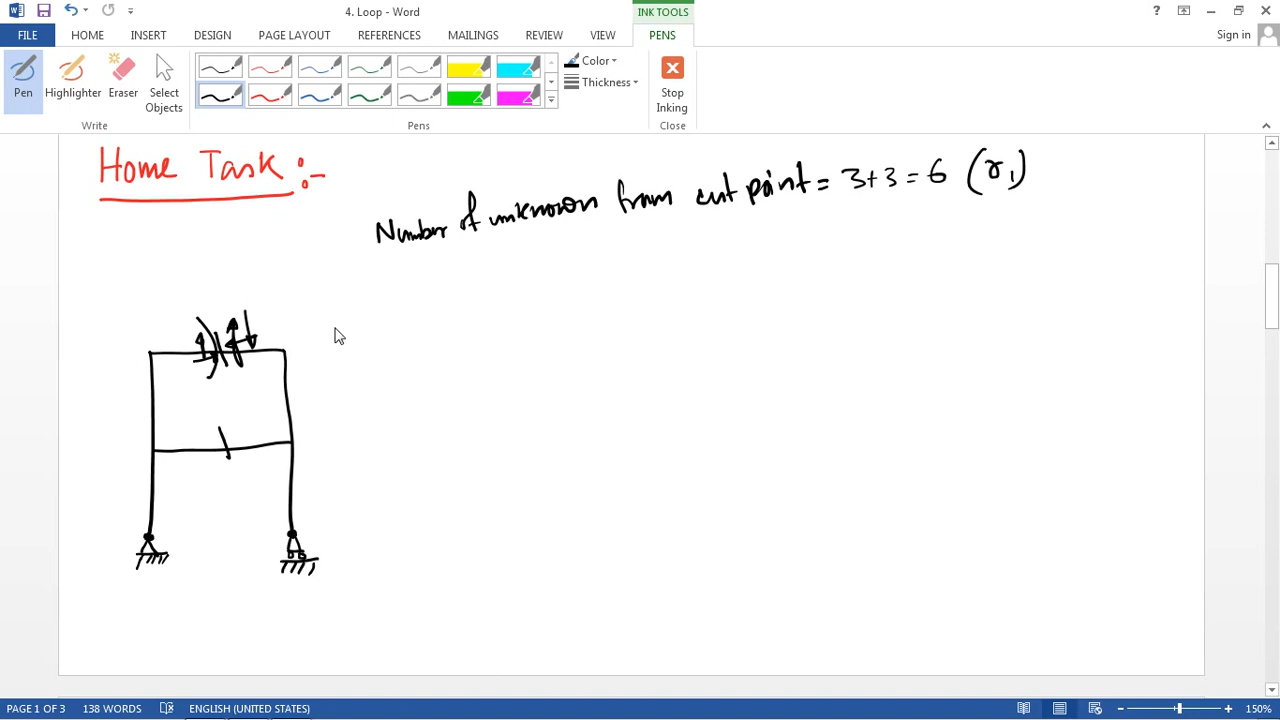 4. Loop - Word
INK TOOLS
FILE HOME INSERT DESIGN PAGE LAYOUT REFERENCES MAILINGS REVIEW VIEW PENS
Sign in
Pen Highlighter Eraser Select Objects
Color
Thickness
Stop Inking
Write Pens Close
Home Task :-
Number of unknown from cut point = 3+3 = 6 (r1)
PAGE 1 OF 3 138 WORDS ENGLISH (UNITED STATES) 150%